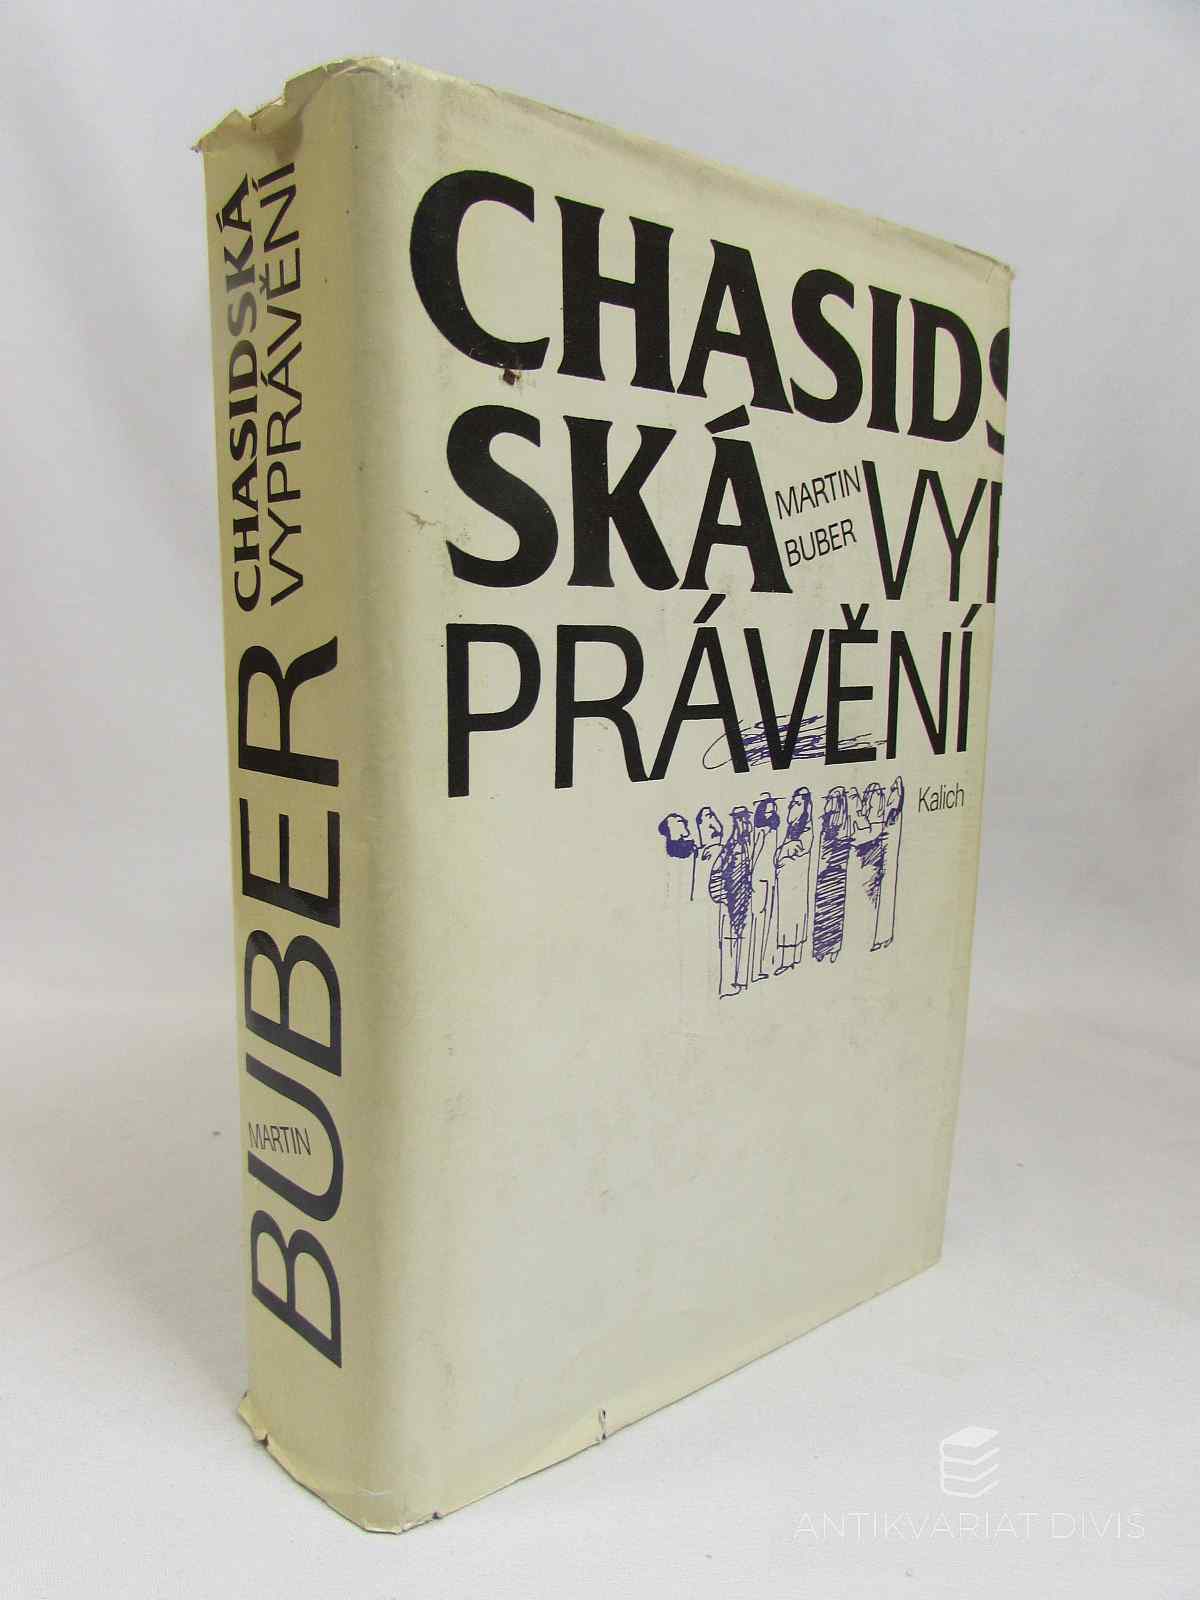 CHASIDSKÁ
VYPRÁVĚNÍ
MARTIN
BUBER
CHASIDS
SKÁ
MARTIN
BUBER
VYP
PRÁVĚNÍ
Kalich
ANTIKVARIAT DIVIS